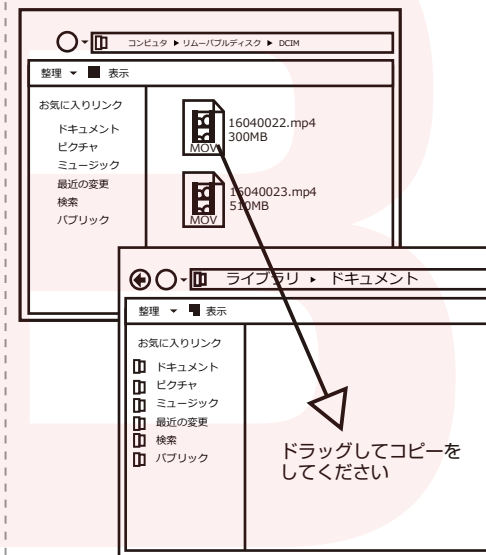 コンピュタ ▶ リムーバブルディスク ▶ DCIM
整理 ▼ ■ 表示
お気に入りリンク
ドキュメント
ピクチャ
ミュージック
最近の変更
検索
パブリック
MOV
16040022.mp4
300MB
MOV
16040023.mp4
510MB
ライブラリ ▶ ドキュメント
整理 ▼ 表示
お気に入りリンク
ドキュメント
ピクチャ
ミュージック
最近の変更
検索
パブリック
ドラッグしてコピーを
してください